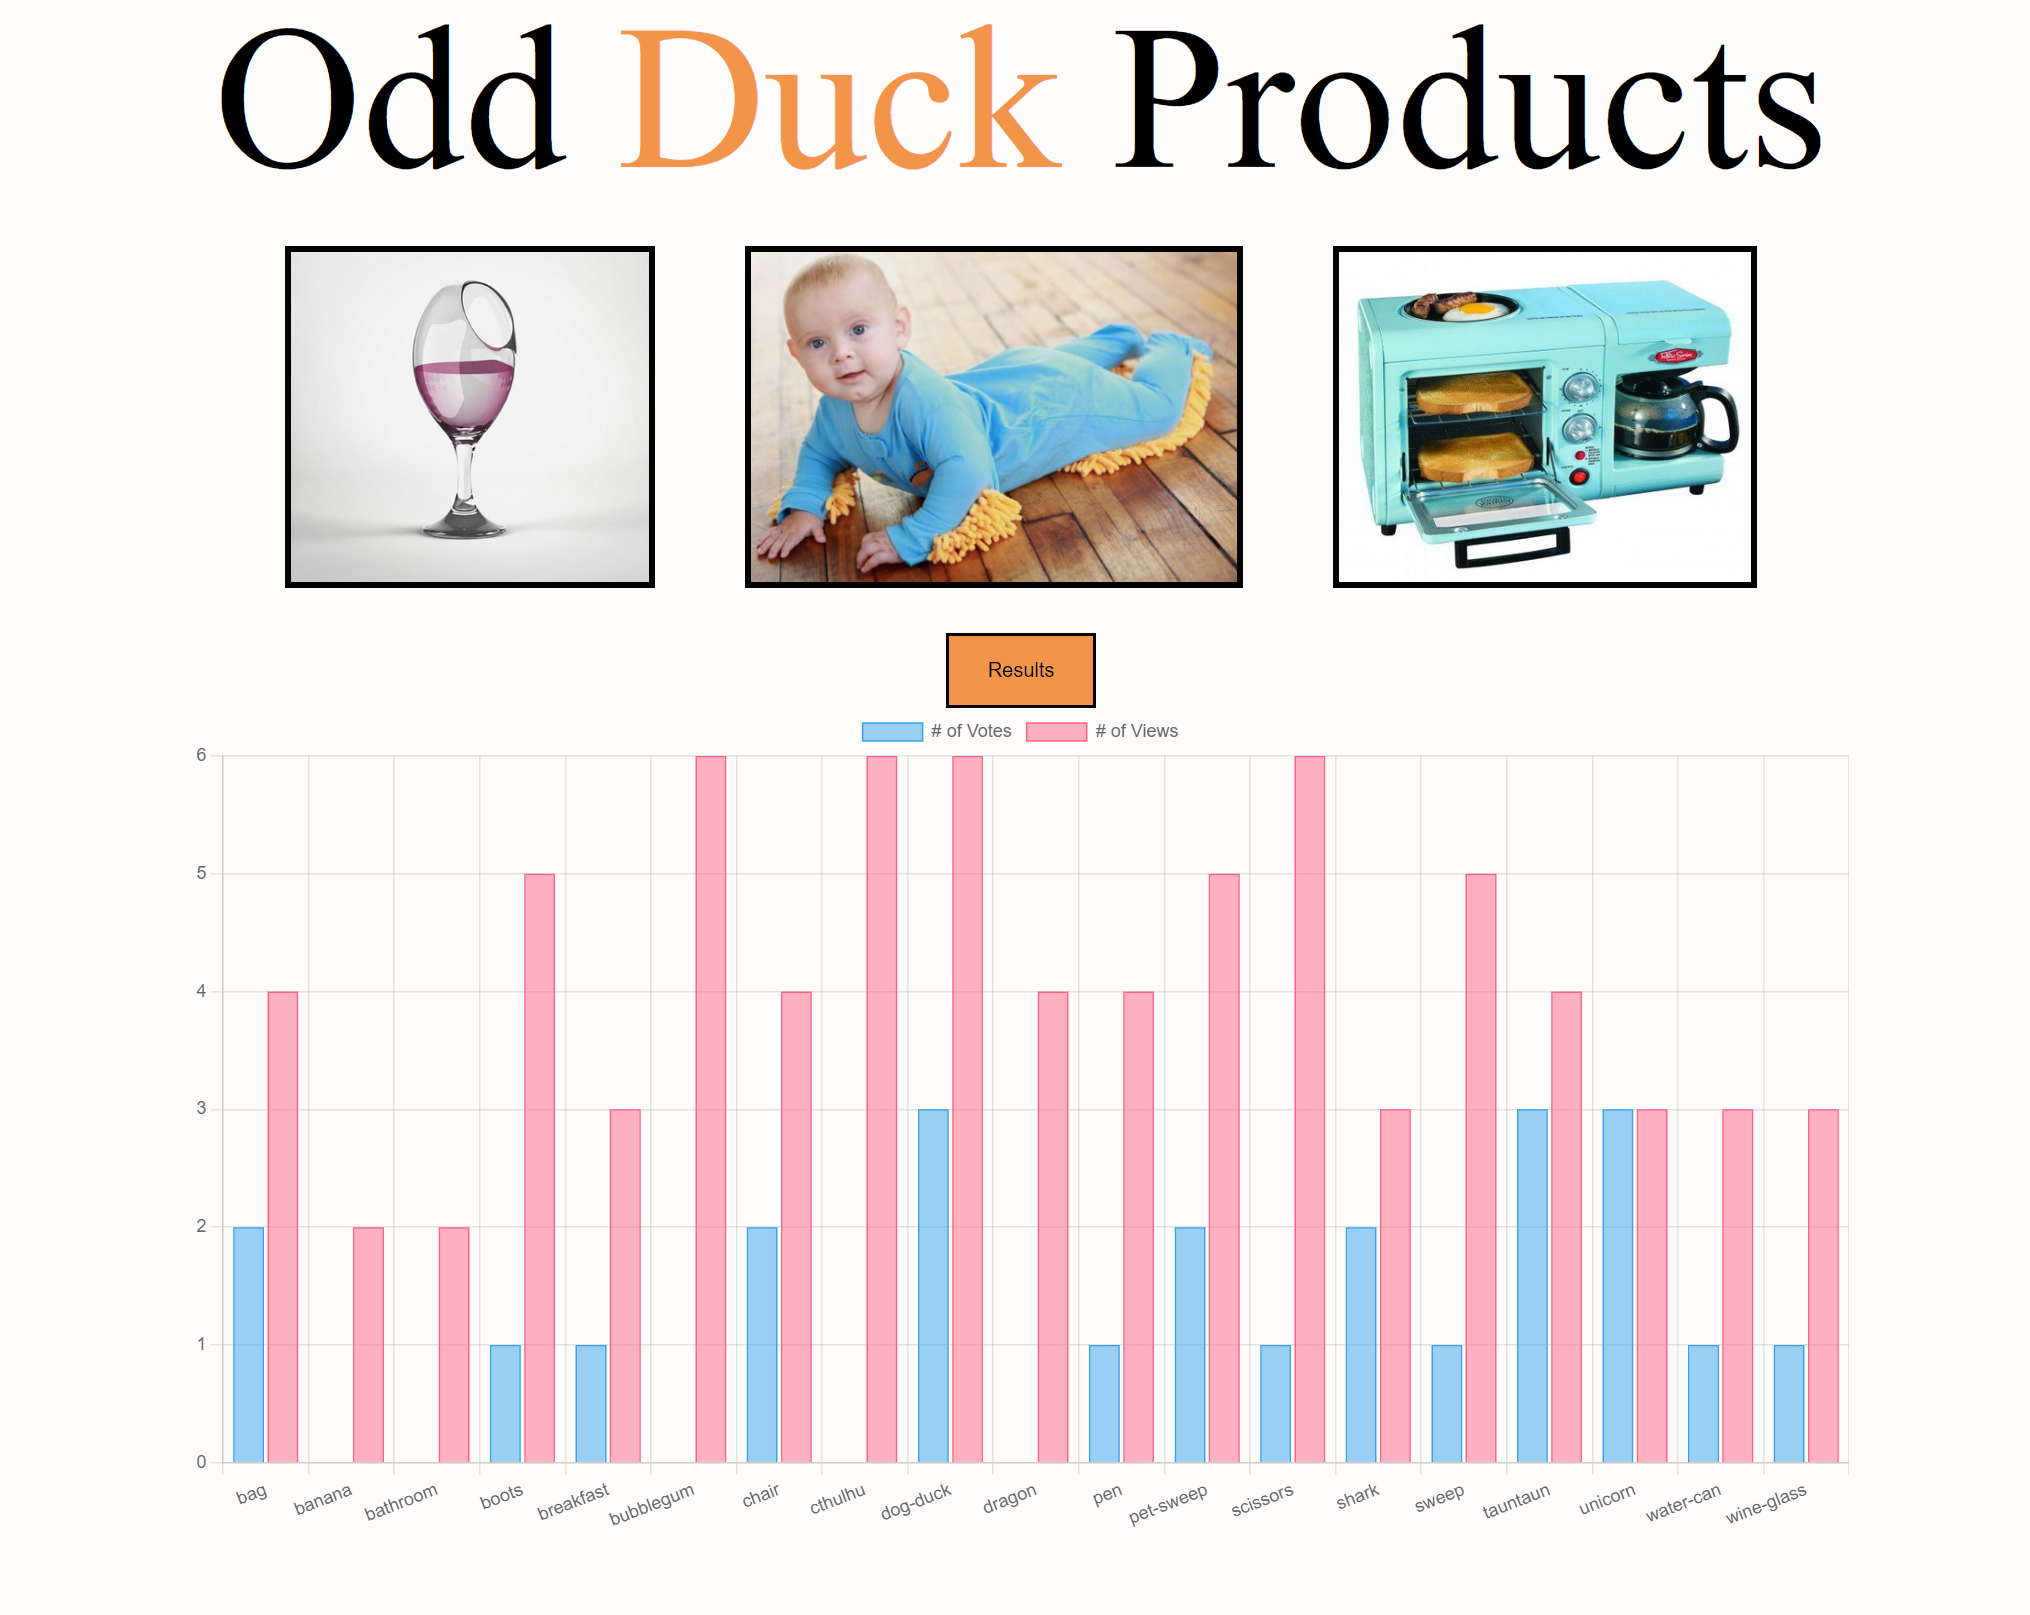 Odd Duck Products
Retro Series
Results
# of Votes # of Views
6
5
4
3
2
1
0
bag banana bathroom boots breakfast bubblegum chair cthulhu dog-duck dragon pen pet-sweep scissors shark sweep tauntaun unicorn water-can wine-glass